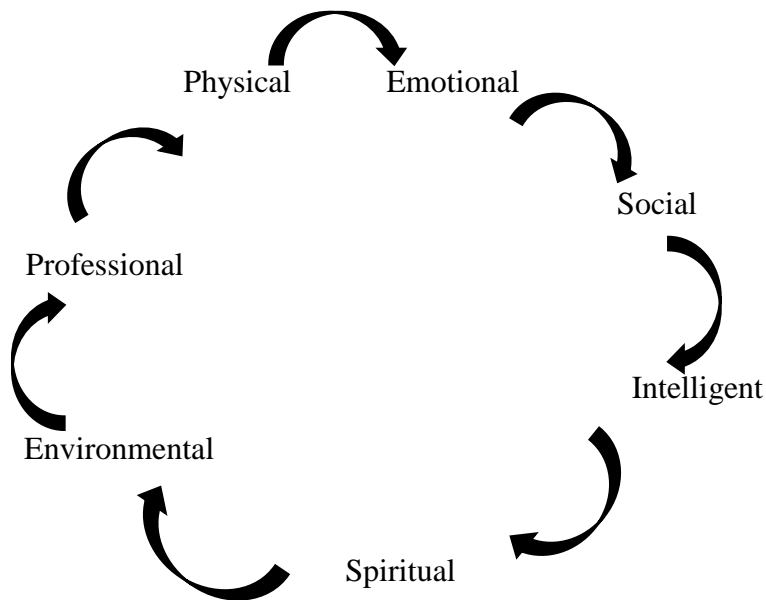 Physical
Emotional
Social
Intelligent
Spiritual
Environmental
Professional